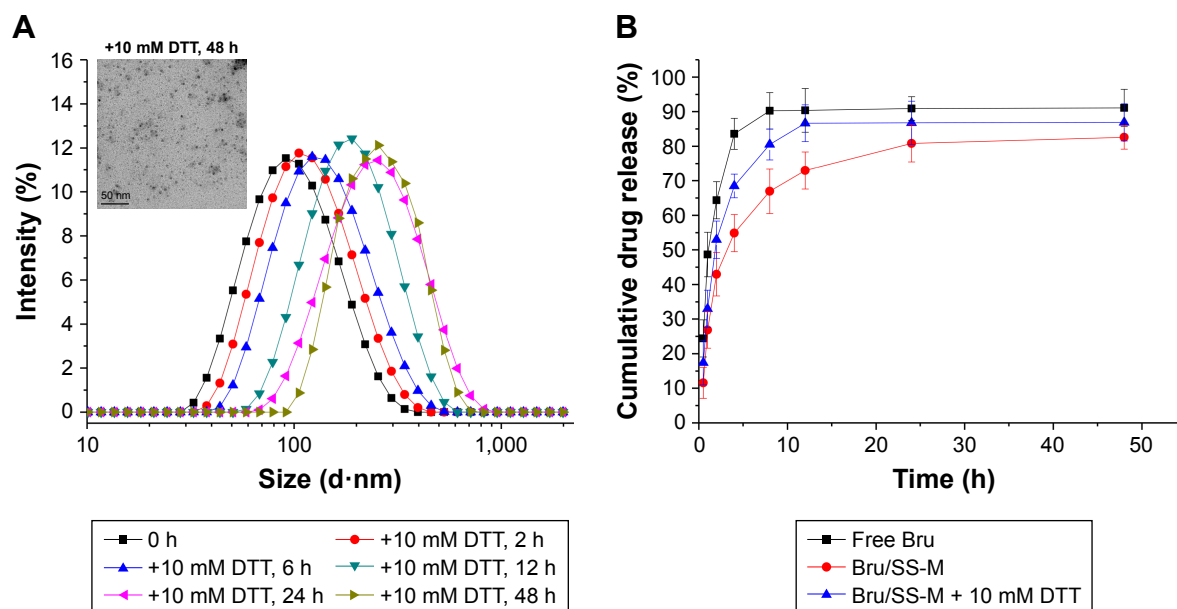 A
+10 mM DTT, 48 h
50 nm
16
14
12
10
8
6
4
2
0
10
100
1,000
Intensity (%)
Size (d·nm)
0 h
+10 mM DTT, 2 h
+10 mM DTT, 6 h
+10 mM DTT, 12 h
+10 mM DTT, 24 h
+10 mM DTT, 48 h
B
100
90
80
70
60
50
40
30
20
10
0
0
10
20
30
40
50
Cumulative drug release (%)
Time (h)
Free Bru
Bru/SS-M
Bru/SS-M + 10 mM DTT